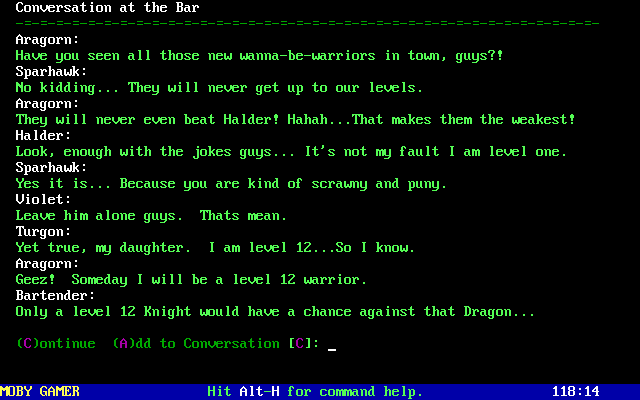 Conversation at the Bar
-=-=-=-=-=-=-=-=-=-=-=-=-=-=-=-=-=-=-=-=-=-=-=-=-=-=-=-=-=-=-=-=-=-=-=-=-
Aragorn:
Have you seen all those new wanna-be-warriors in town, guys?!
Sparhawk:
No kidding... They will never get up to our levels.
Aragorn:
They will never even beat Halder! Hahah...That makes them the weakest!
Halder:
Look, enough with the jokes guys... It's not my fault I am level one.
Sparhawk:
Yes it is... Because you are kind of scrawny and puny.
Violet:
Leave him alone guys.  Thats mean.
Turgon:
Yet true, my daughter.  I am level 12...So I know.
Aragorn:
Geez!  Someday I will be a level 12 warrior.
Bartender:
Only a level 12 Knight would have a chance against that Dragon...
(C)ontinue  (A)dd to Conversation [C]: _
MOBY GAMER Hit Alt-H for command help. 118:14